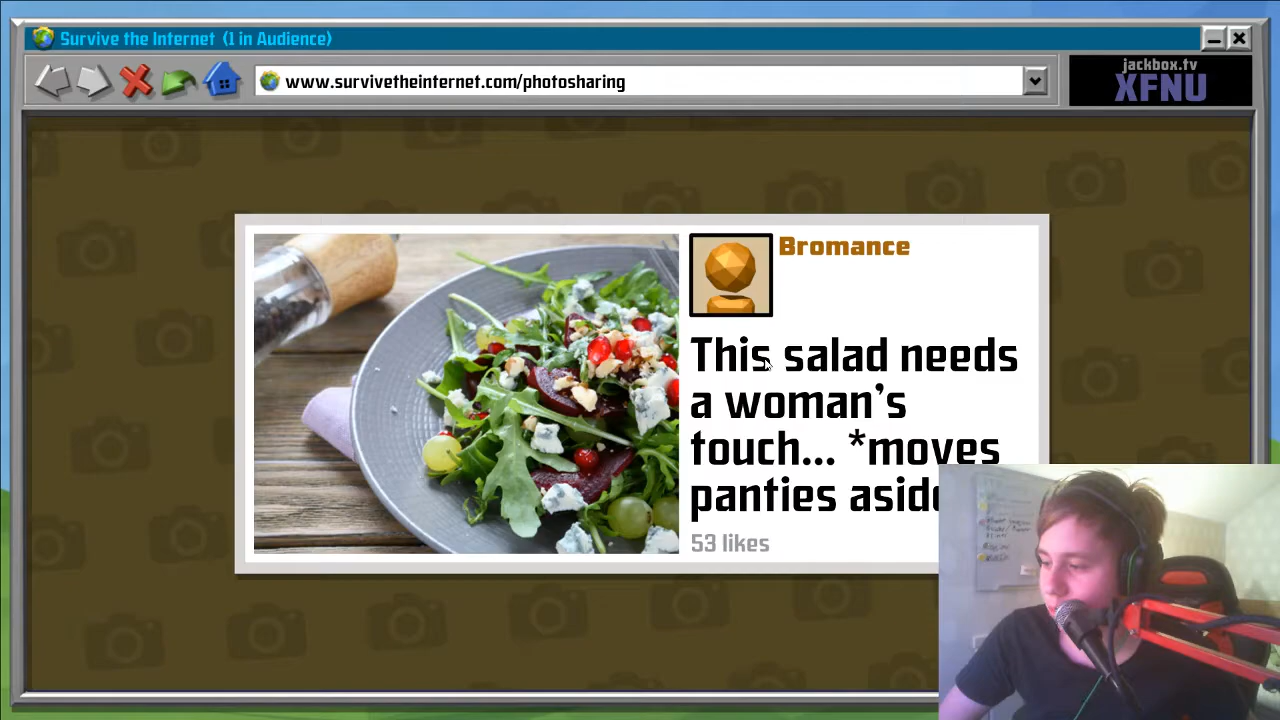 Survive the Internet (1 in Audience)
www.survivetheinternet.com/photosharing
jackbox.tv
XFNU
Bromance
This salad needs
a woman's
touch... *moves
panties aside
53 likes